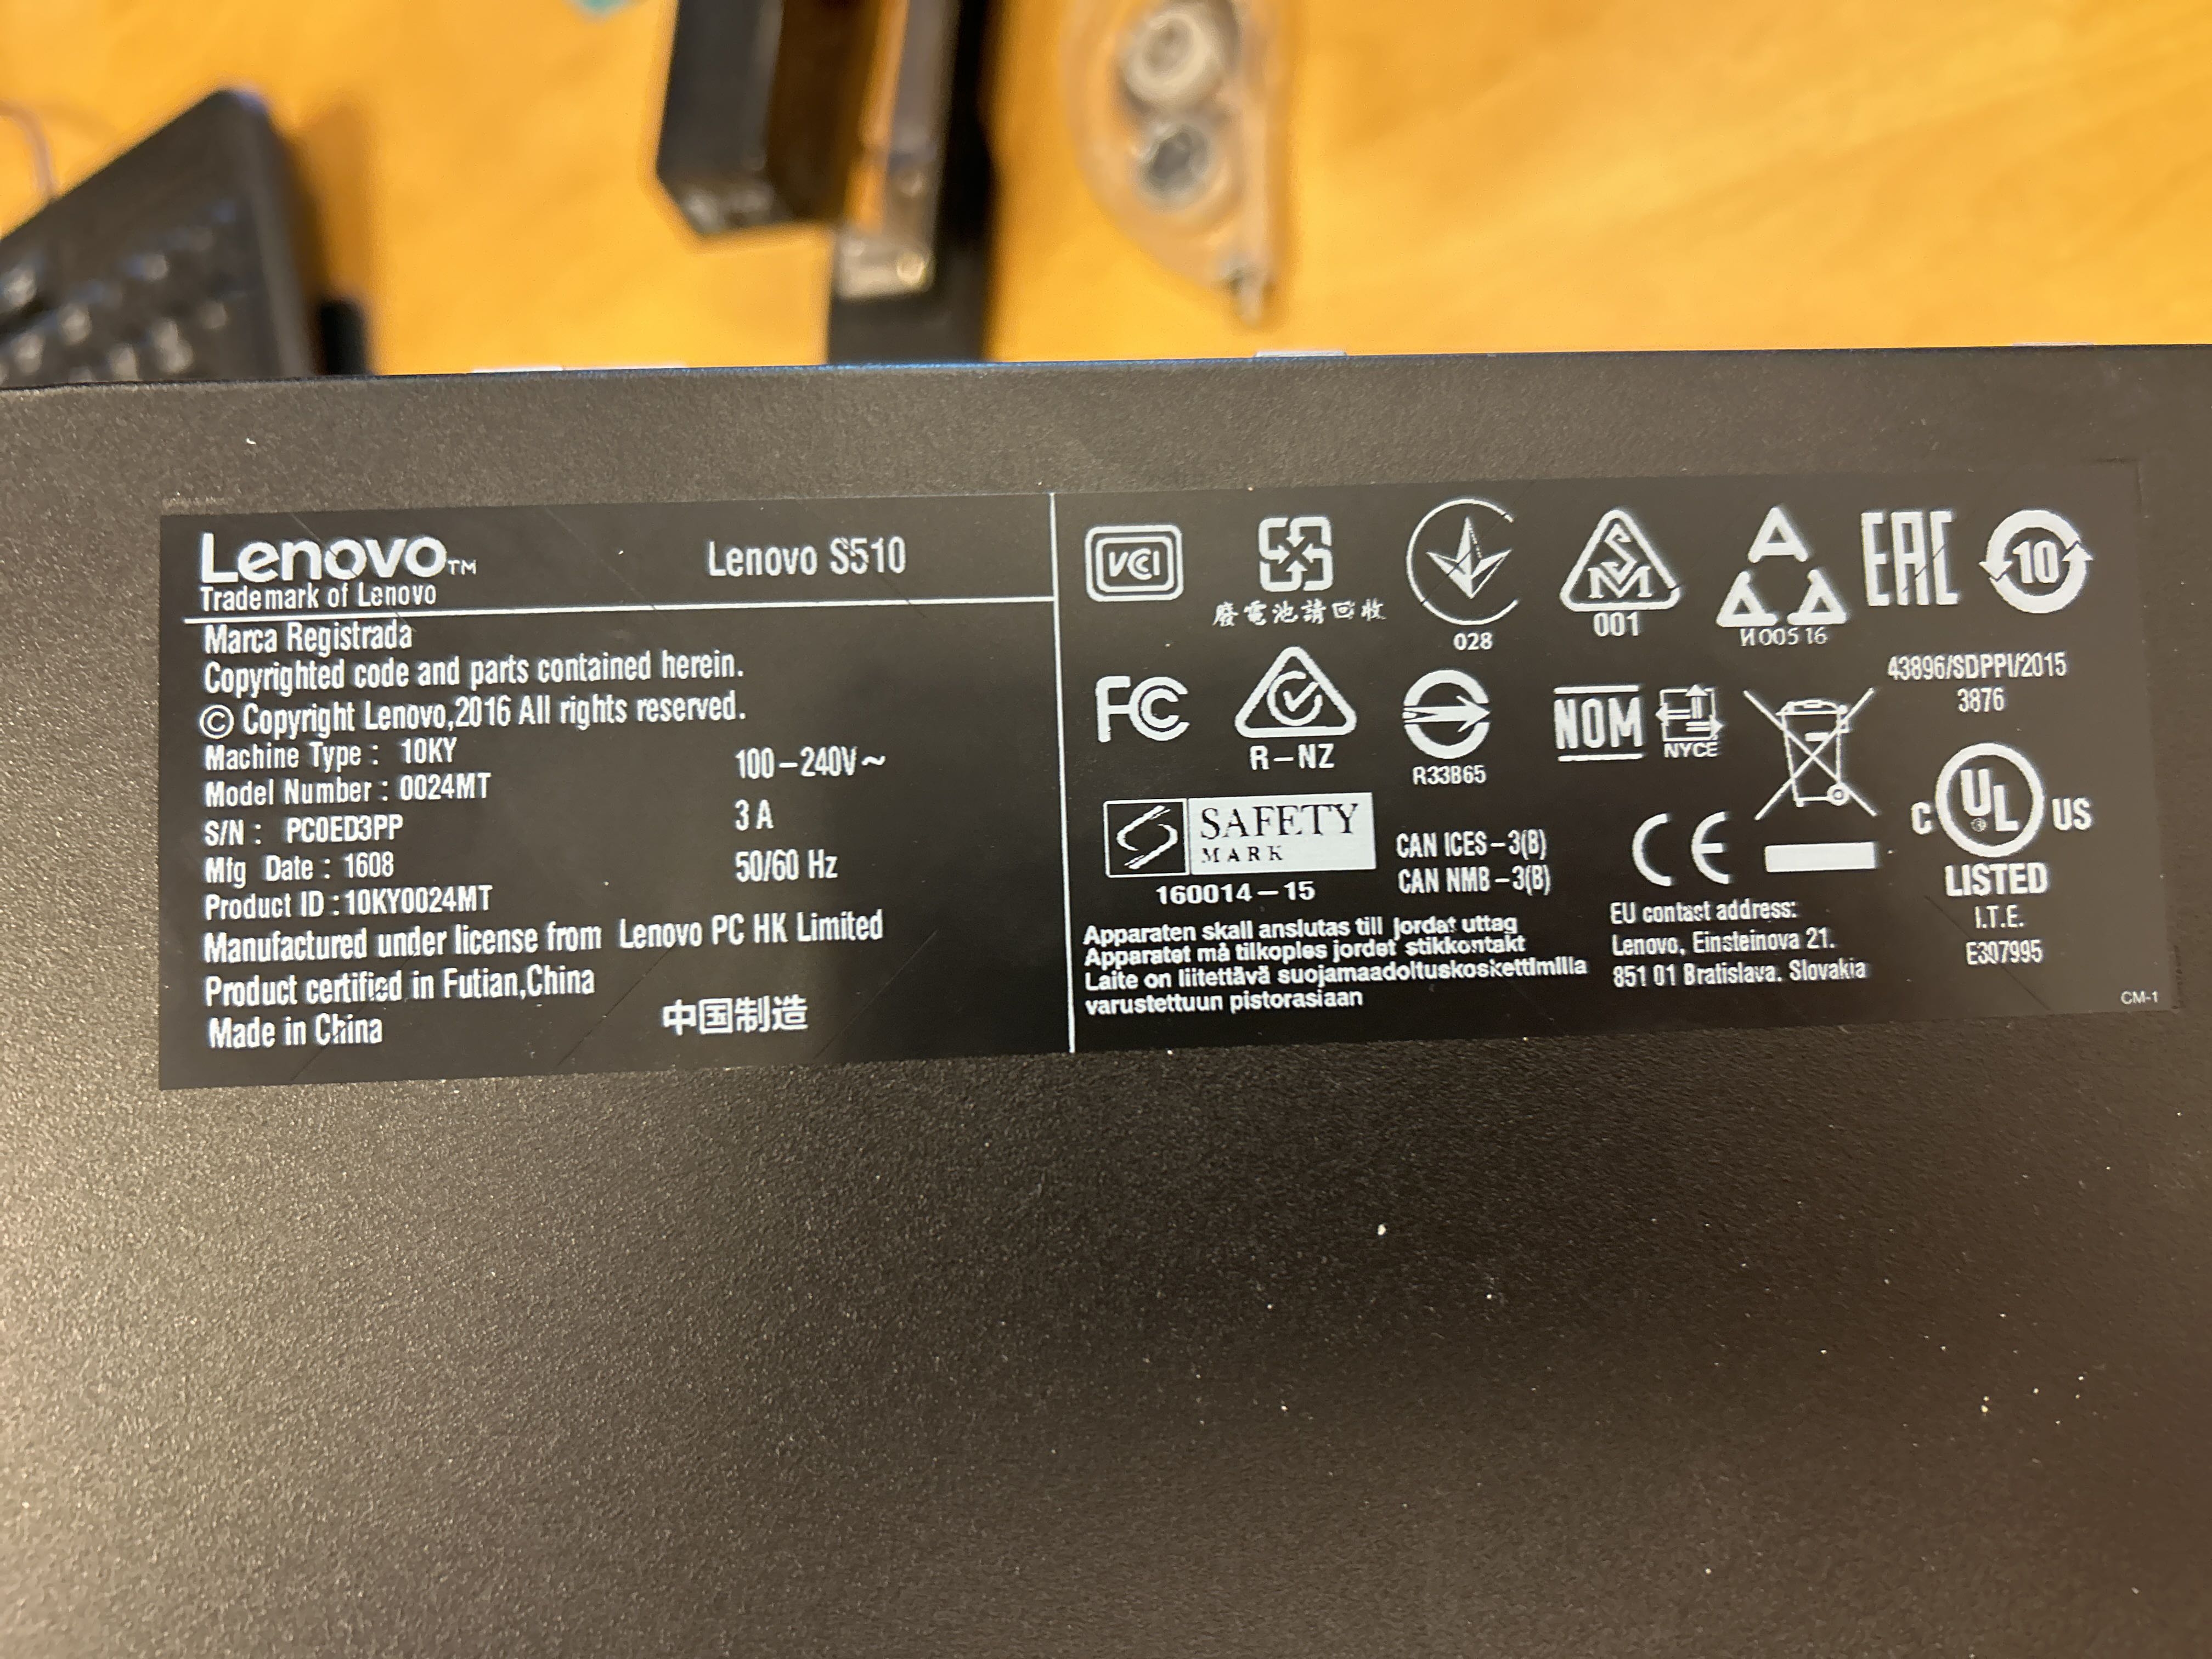 Lenovo™
Lenovo S510
Trademark of Lenovo
Marca Registrada
Copyrighted code and parts contained herein.
© Copyright Lenovo,2016 All rights reserved.
Machine Type : 10KY
Model Number : 0024MT
S/N : PC0ED3PP
Mfg Date : 1608
Product ID : 10KY0024MT
100-240V~
3 A
50/60 Hz
Manufactured under license from Lenovo PC HK Limited
Product certified in Futian,China
Made in China
中国制造
VCCI
廢電池請回收
028
SM
001
И005 16
EAC
10
FC
R-NZ
R33B65
NOM
NYCE
43896/SDPPI/2015
3876
SAFETY
MARK
160014-15
CAN ICES-3(B)
CAN NMB-3(B)
CE
C UL US
LISTED
I.T.E.
E307995
Apparaten skall anslutas till jordat uttag
Apparatet må tilkoples jordet stikkontakt
Laite on liitettävä suojamaadoituskoskettimilla
varustettuun pistorasiaan
EU contact address:
Lenovo, Einsteinova 21.
851 01 Bratislava. Slovakia
CM-1